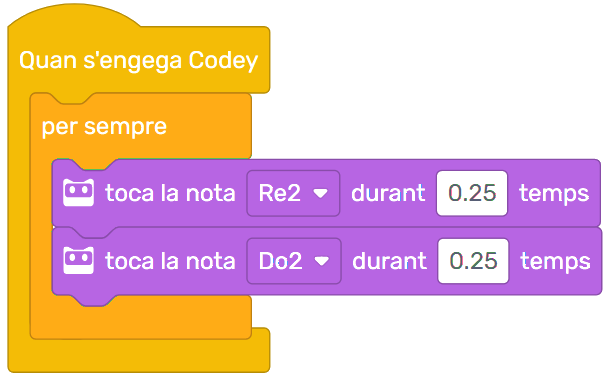 Quan s'engega Codey
per sempre
toca la nota Re2 durant 0.25 temps
toca la nota Do2 durant 0.25 temps